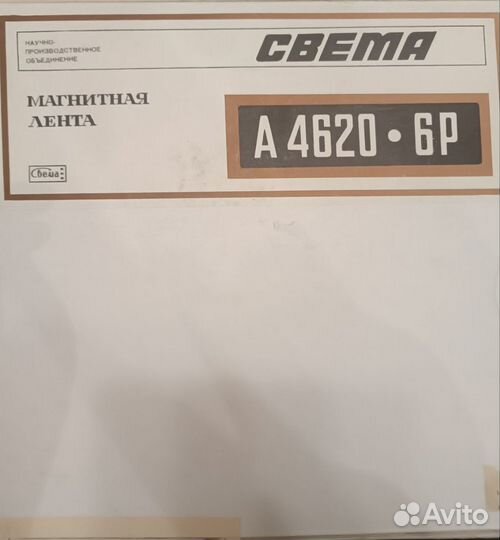 НАУЧНО-
ПРОИЗВОДСТВЕННОЕ
ОБЪЕДИНЕНИЕ
СВЕМА
МАГНИТНАЯ
ЛЕНТА
А 4620 • 6Р
Свема
Avito